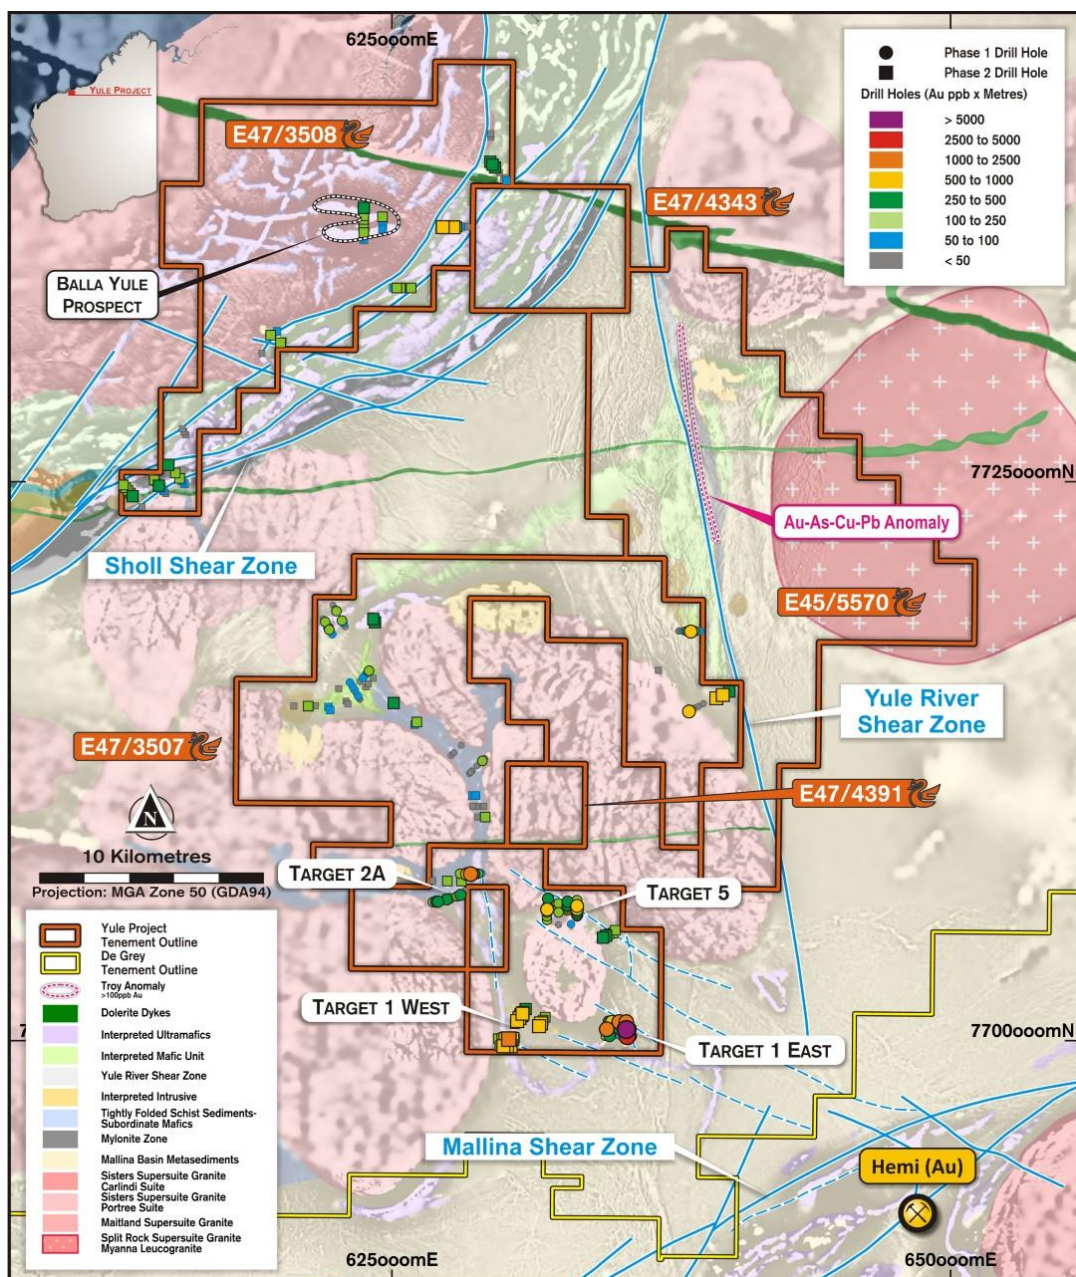 625000mE
YULE PROJECT
Phase 1 Drill Hole
Phase 2 Drill Hole
Drill Holes (Au ppb x Metres)
> 5000
2500 to 5000
1000 to 2500
500 to 1000
250 to 500
100 to 250
50 to 100
< 50
E47/3508
E47/4343
BALLA YULE
PROSPECT
7725000mN
Au-As-Cu-Pb Anomaly
Sholl Shear Zone
E45/5570
Yule River
Shear Zone
E47/3507
E47/4391
N
10 Kilometres
Projection: MGA Zone 50 (GDA94)
TARGET 2A
TARGET 5
TARGET 1 WEST
TARGET 1 EAST
7700000mN
7
Yule Project
Tenement Outline
De Grey
Tenement Outline
Troy Anomaly
>100ppb Au
Dolerite Dykes
Interpreted Ultramafics
Interpreted Mafic Unit
Yule River Shear Zone
Interpreted Intrusive
Tightly Folded Schist Sediments-
Subordinate Mafics
Mylonite Zone
Mallina Basin Metasediments
Sisters Supersuite Granite
Carlindi Suite
Sisters Supersuite Granite
Portree Suite
Maitland Supersuite Granite
Split Rock Supersuite Granite
Myanna Leucogranite
Mallina Shear Zone
Hemi (Au)
625000mE
650000mE